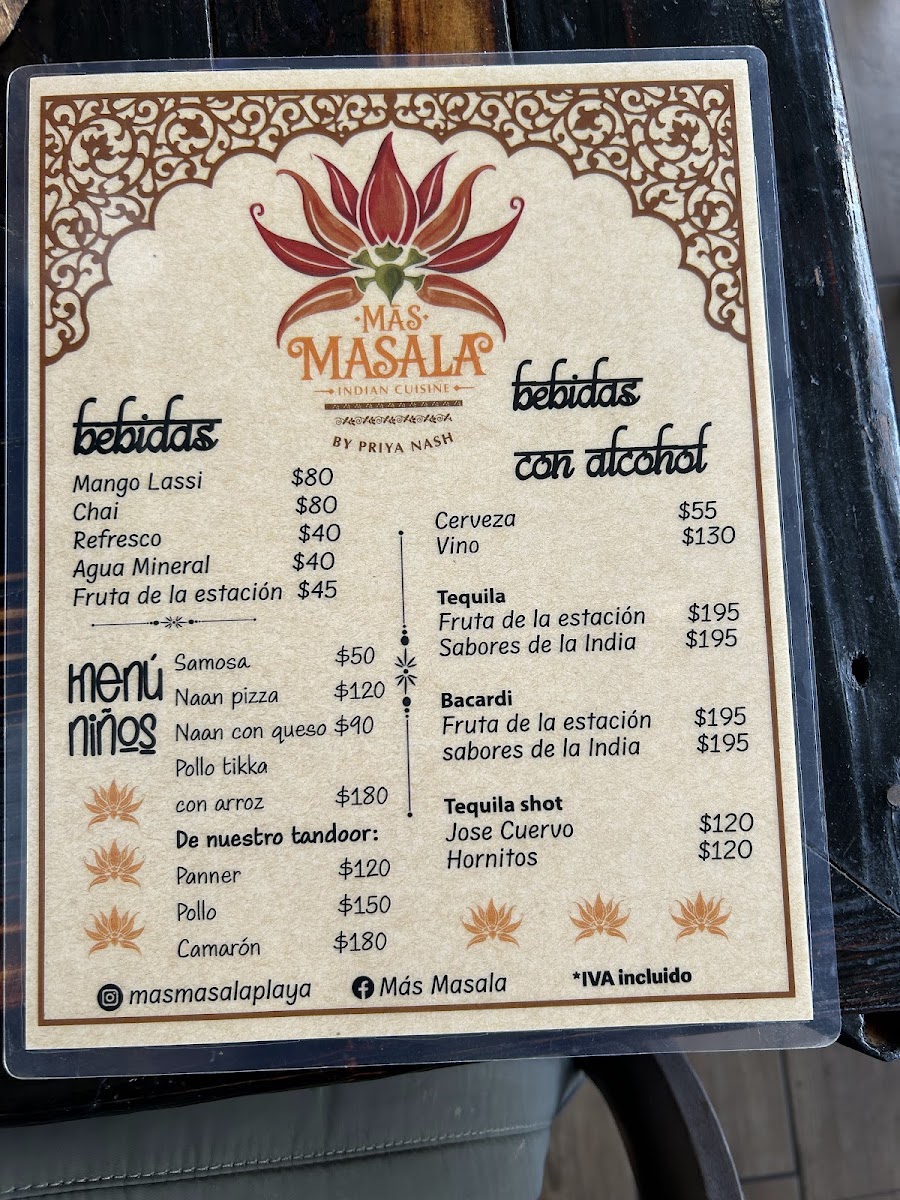 ·MĀS·
MASALA
INDIAN CUISINE
BY PRIYA NASH
bebidas
Mango Lassi $80
Chai $80
Refresco $40
Agua Mineral $40
Fruta de la estación $45
menú
niños
Samosa $50
Naan pizza $120
Naan con queso $90
Pollo tikka
con arroz $180
De nuestro tandoor:
Panner $120
Pollo $150
Camarón $180
bebidas
con alcohol
Cerveza $55
Vino $130
Tequila
Fruta de la estación $195
Sabores de la India $195
Bacardi
Fruta de la estación $195
sabores de la India $195
Tequila shot
Jose Cuervo $120
Hornitos $120
masmasalaplaya Más Masala *IVA incluido